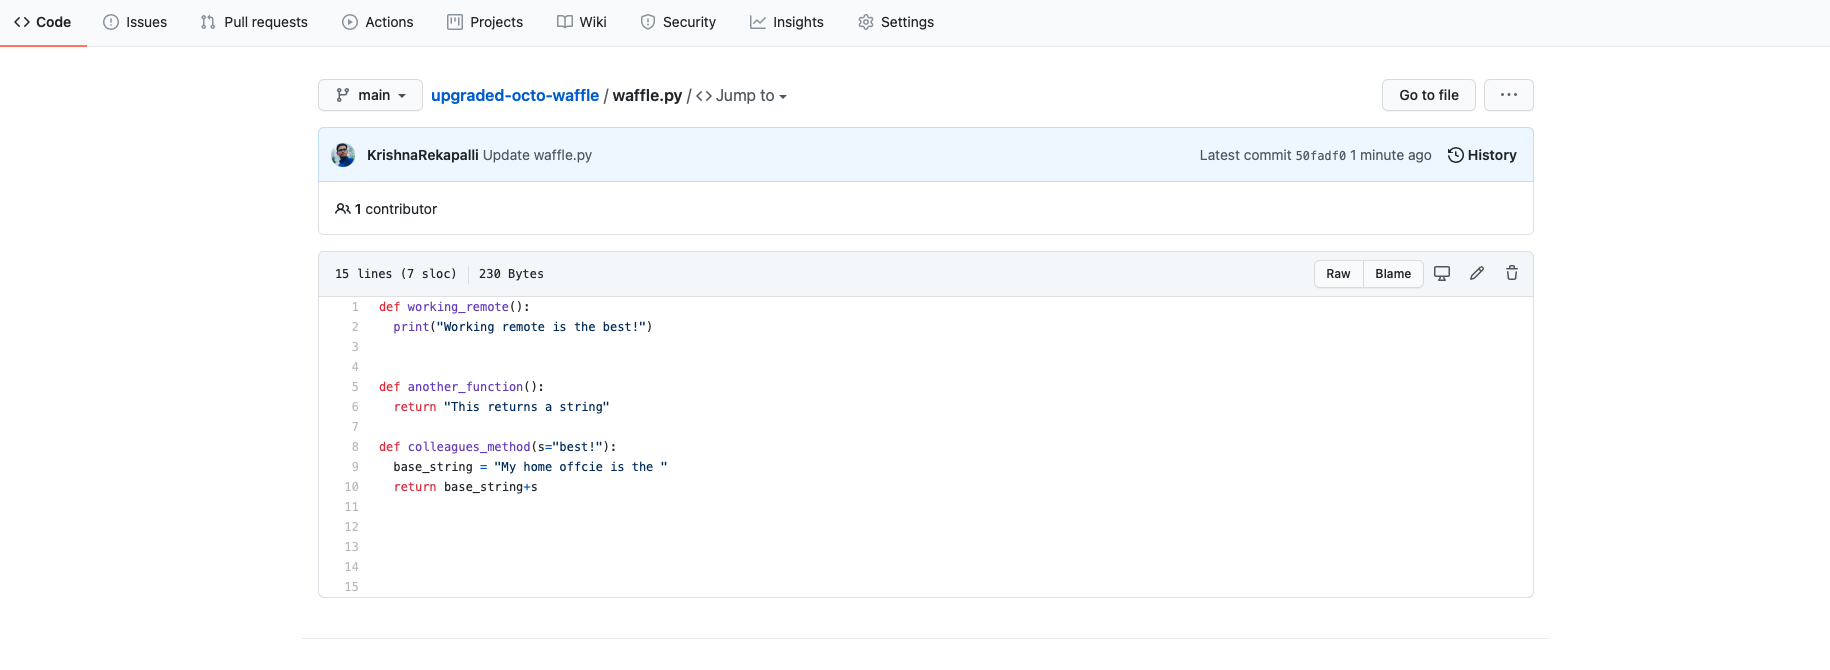 Code Issues Pull requests Actions Projects Wiki Security Insights Settings
main upgraded-octo-waffle / waffle.py / <> Jump to Go to file ···
KrishnaRekapalli Update waffle.py Latest commit 50fadf0 1 minute ago History
1 contributor
15 lines (7 sloc) 230 Bytes Raw Blame
1 def working_remote():
2   print("Working remote is the best!")
3
4
5 def another_function():
6   return "This returns a string"
7
8 def colleagues_method(s="best!"):
9   base_string = "My home offcie is the "
10   return base_string+s
11
12
13
14
15